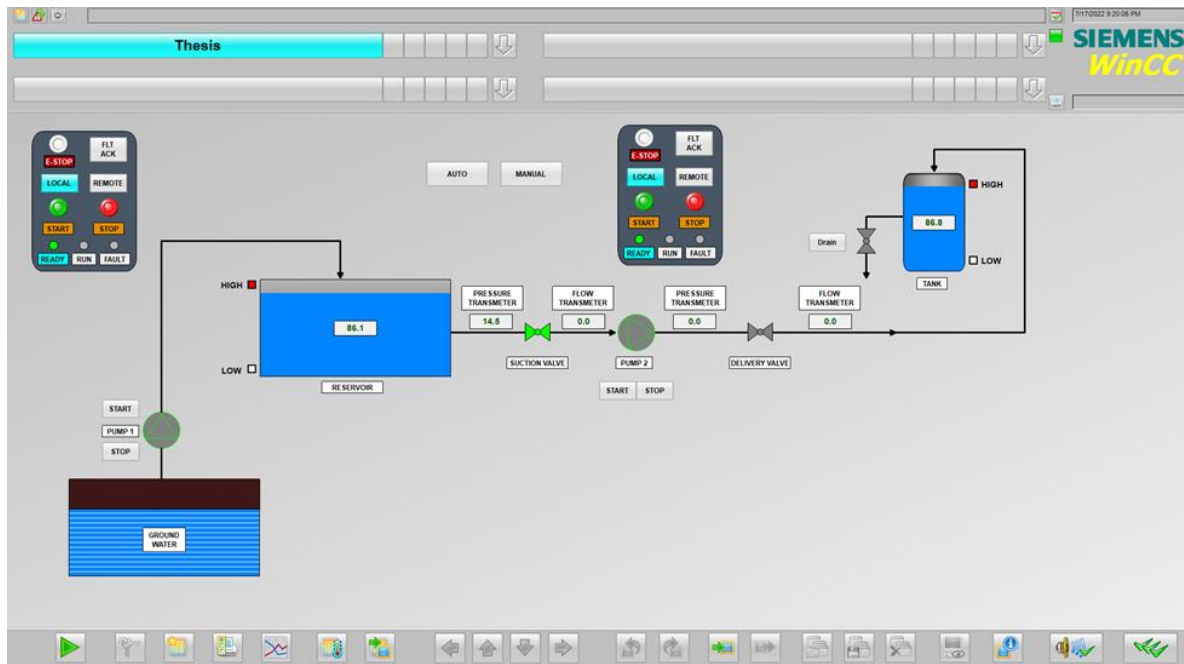 7/17/2022 9:20:06 PM
Thesis
SIEMENS
WinCC
E-STOP
FLT
ACK
LOCAL
REMOTE
START
STOP
READY
RUN
FAULT
AUTO
MANUAL
E-STOP
FLT
ACK
LOCAL
REMOTE
START
STOP
READY
RUN
FAULT
HIGH
86.8
Drain
LOW
TANK
HIGH
86.1
LOW
RESERVOIR
PRESSURE
TRANSMETER
14.5
FLOW
TRANSMETER
0.0
PRESSURE
TRANSMETER
0.0
FLOW
TRANSMETER
0.0
SUCTION VALVE
PUMP 2
DELIVERY VALVE
START
STOP
START
PUMP 1
STOP
GROUND
WATER